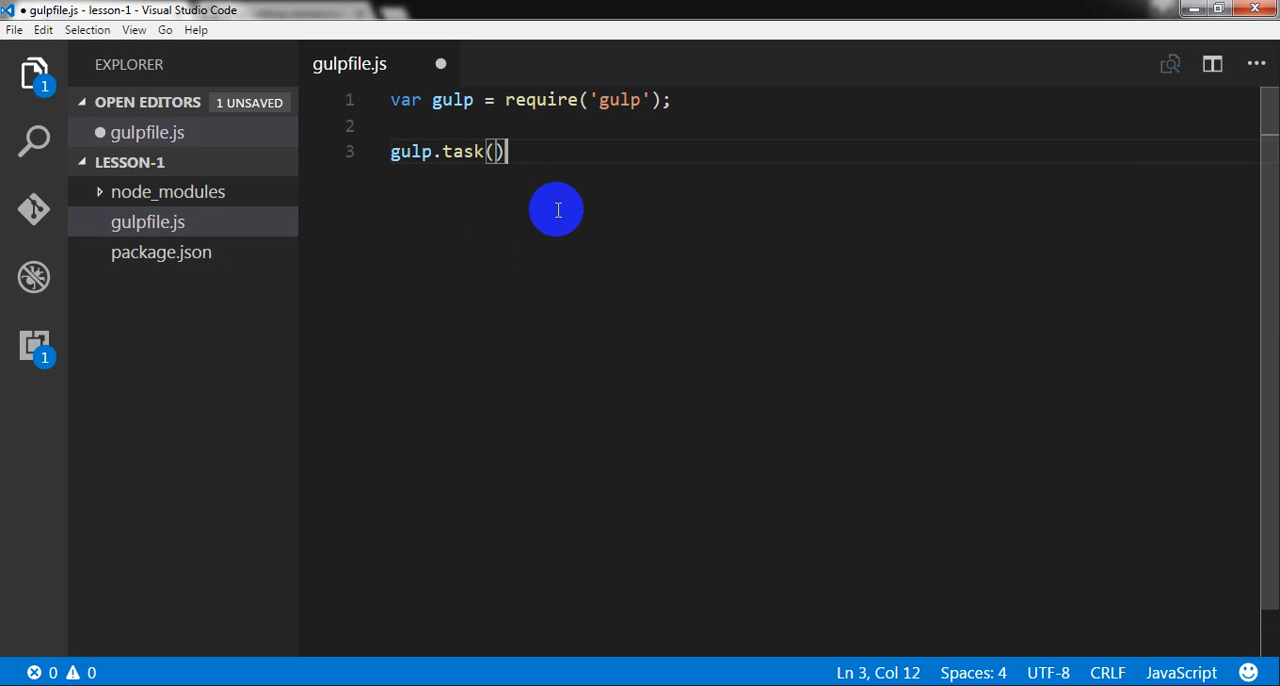 ● gulpfile.js - lesson-1 - Visual Studio Code
File Edit Selection View Go Help
EXPLORER
gulpfile.js
OPEN EDITORS 1 UNSAVED
gulpfile.js
LESSON-1
node_modules
gulpfile.js
package.json
1
1
1 var gulp = require('gulp');
2
3 gulp.task()
0 0 Ln 3, Col 12 Spaces: 4 UTF-8 CRLF JavaScript